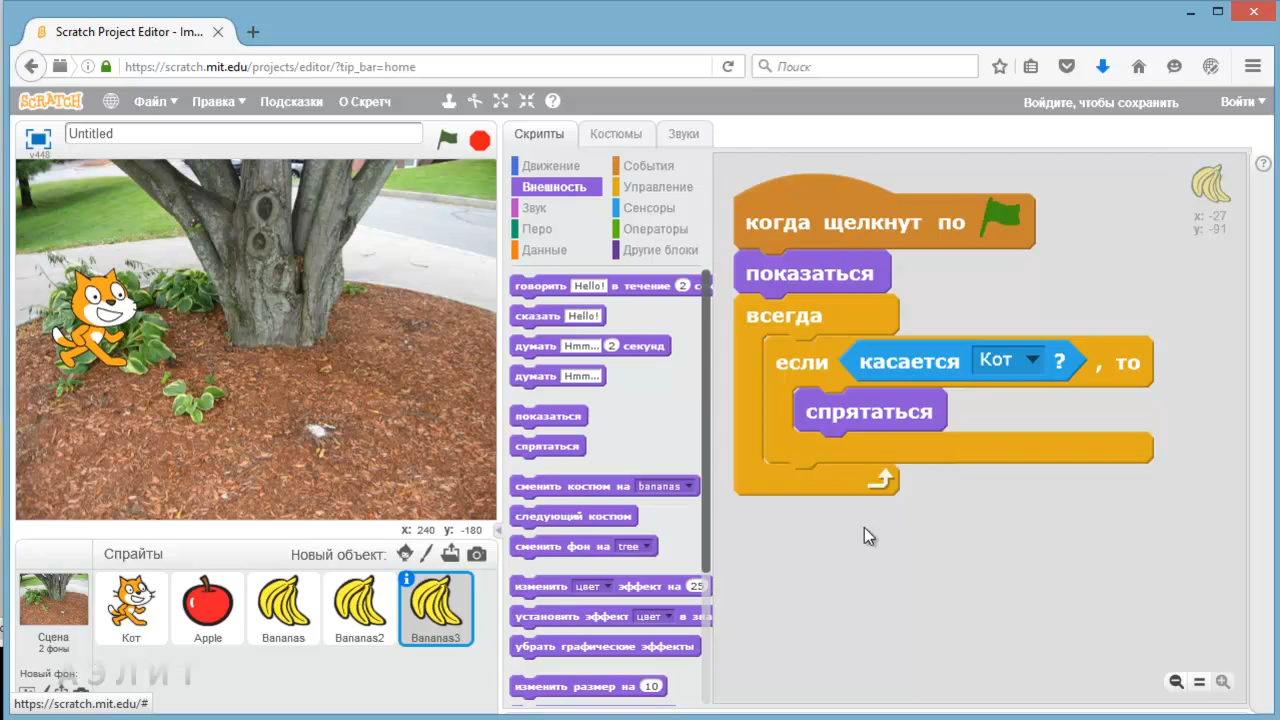 Scratch Project Editor - Im...
https://scratch.mit.edu/projects/editor/?tip_bar=home
Поиск
SCRATCH
Файл
Правка
Подсказки
О Скретч
Войдите, чтобы сохранить
Войти
v448
Untitled
Скрипты
Костюмы
Звуки
Движение
События
Внешность
Управление
Звук
Сенсоры
Перо
Операторы
Данные
Другие блоки
говорить Hello! в течение 2 с
сказать Hello!
думать Hmm... 2 секунд
думать Hmm...
показаться
спрятаться
сменить костюм на bananas
следующий костюм
сменить фон на tree
изменить цвет эффект на 25
установить эффект цвет в зна
убрать графические эффекты
изменить размер на 10
когда щелкнут по
показаться
всегда
если касается Кот ? , то
спрятаться
x: -27
y: -91
x: 240 y: -180
Спрайты
Новый объект:
Сцена
2 фоны
Новый фон:
Кот
Apple
Bananas
Bananas2
Bananas3
АЭЛИТ
https://scratch.mit.edu/#